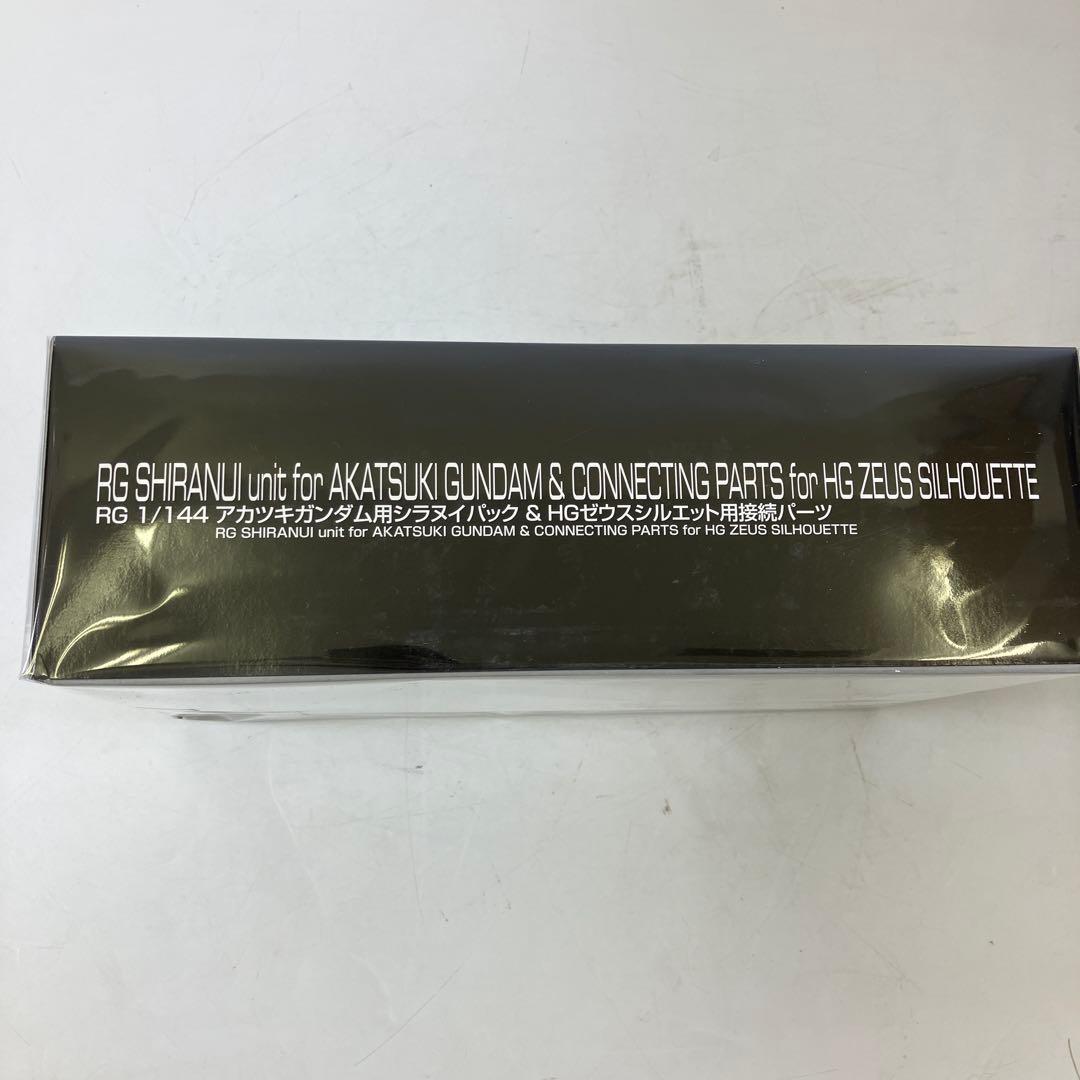 RG SHIRANUI unit for AKATSUKI GUNDAM & CONNECTING PARTS for HG ZEUS SILHOUETTE
RG 1/144 アカツキガンダム用シラヌイパック & HGゼウスシルエット用接続パーツ
RG SHIRANUI unit for AKATSUKI GUNDAM & CONNECTING PARTS for HG ZEUS SILHOUETTE